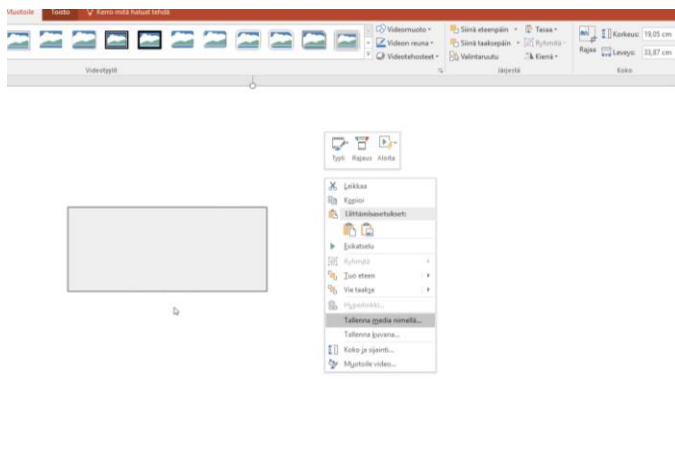 Muotoile Toisto Kerro mitä haluat tehdä
Videomuoto Siirrä eteenpäin Tasaa Korkeus: 19,05 cm
Videon reuna Siirrä taaksepäin Ryhmitä
Rajaa Leveys: 33,87 cm
Videotehosteet Valintaruutu Kierrä
Videotyylit Järjestä Koko
Tyyli Rajaus Aloita
Leikkaa
Kopioi
Liittämisasetukset:
Esikatselu
Ryhmitä
Tuo eteen
Vie taakse
Hyperlinkki...
Tallenna media nimellä...
Tallenna kuvana...
Koko ja sijainti...
Muotoile video...